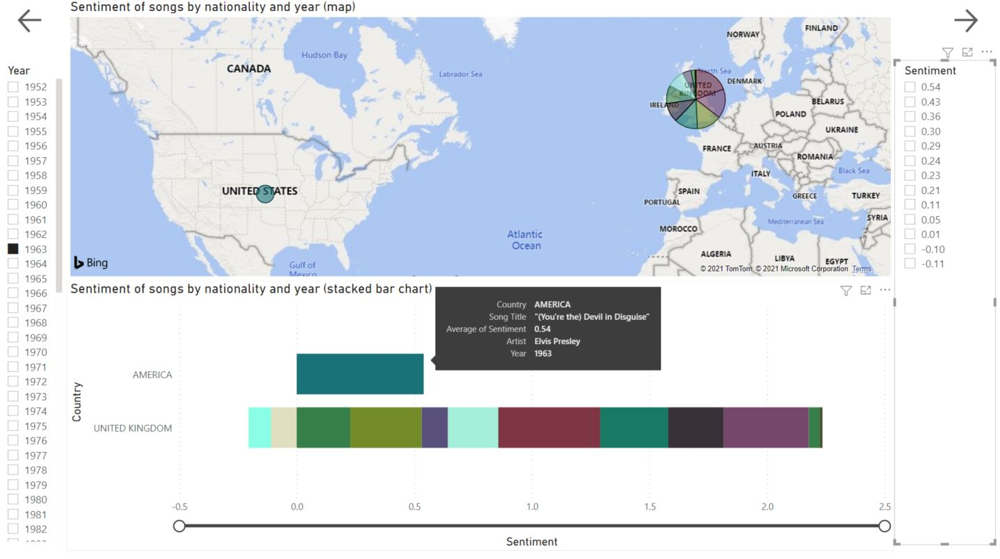 Sentiment of songs by nationality and year (map)
Year
1952
1953
1954
1955
1956
1957
1958
1959
1960
1961
1962
1963
1964
1965
1966
1967
1968
1969
1970
1971
1972
1973
1974
1975
1976
1977
1978
1979
1980
1981
1982
CANADA
Hudson Bay
Labrador Sea
UNITED STATES
Gulf of
Mexico
Atlantic
Ocean
NORWAY
FINLAND
North Sea
UNITED
KINGDOM
DENMARK
IRELAND
BELARUS
POLAND
UKRAINE
FRANCE
AUSTRIA
ROMANIA
ITALY
Black Sea
SPAIN
GREECE
TURKEY
PORTUGAL
Mediterranean Sea
SYRIA
MOROCCO
ALGERIA
LIBYA
EGYPT
Bing
© 2021 TomTom, © 2021 Microsoft Corporation Terms
Sentiment
0.54
0.43
0.36
0.30
0.29
0.24
0.23
0.21
0.11
0.05
0.01
-0.10
-0.11
Sentiment of songs by nationality and year (stacked bar chart)
Country AMERICA
Song Title "(You're the) Devil in Disguise"
Average of Sentiment 0.54
Artist Elvis Presley
Year 1963
Country
AMERICA
UNITED KINGDOM
-0.5 0.0 0.5 1.0 1.5 2.0 2.5
Sentiment